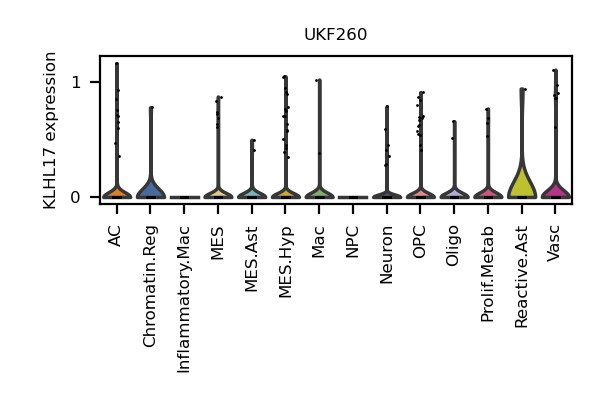 UKF260
KLHL17 expression
1
0
AC
Chromatin.Reg
Inflammatory.Mac
MES
MES.Ast
MES.Hyp
Mac
NPC
Neuron
OPC
Oligo
Prolif.Metab
Reactive.Ast
Vasc